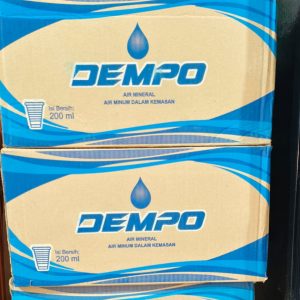 DEMPO
AIR MINERAL
AIR MINUM DALAM KEMASAN
Isi Bersih:
200 ml
DEMPO
AIR MINERAL
AIR MINUM DALAM KEMASAN
Isi Bersih:
200 ml